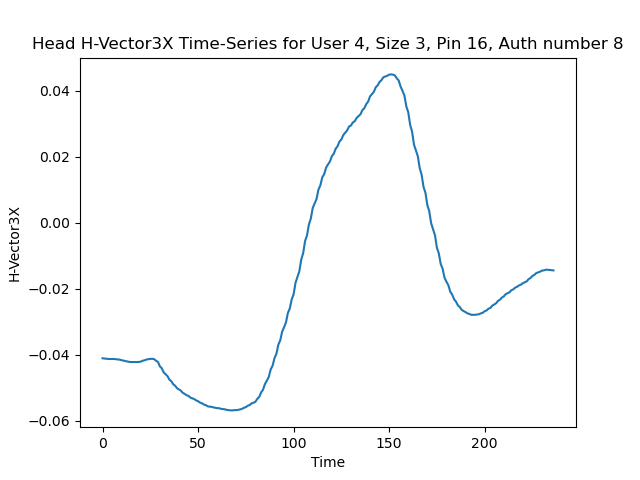 Head H-Vector3X Time-Series for User 4, Size 3, Pin 16, Auth number 8
H-Vector3X
0.04
0.02
0.00
−0.02
−0.04
−0.06
0 50 100 150 200
Time